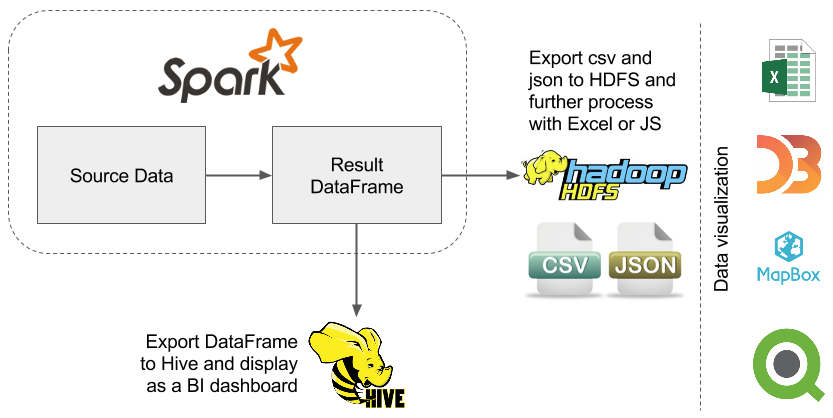 Spark
Source Data
Result
DataFrame
Export csv and
json to HDFS and
further process
with Excel or JS
hadoop
HDFS
CSV
JSON
Export DataFrame
to Hive and display
as a BI dashboard
HIVE
Data visualization
X
D3
MapBox